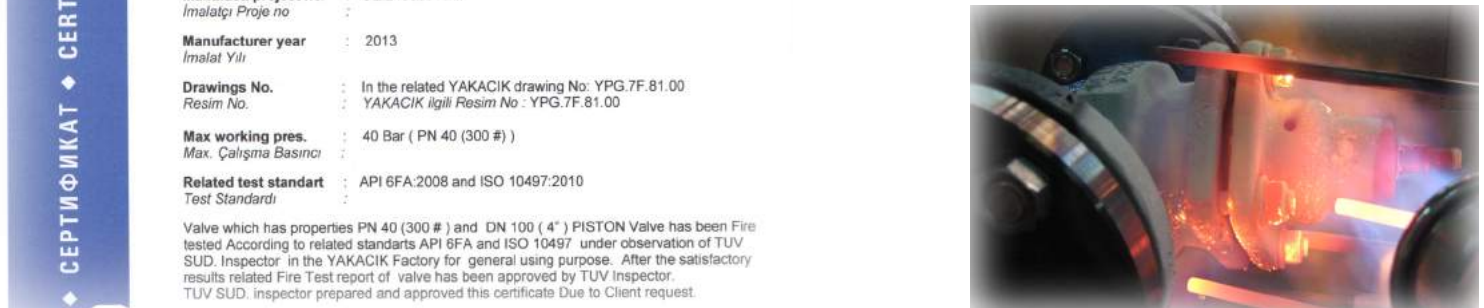 İmalatçı Proje no :
Manufacturer year : 2013
İmalat Yılı
Drawings No. : In the related YAKACIK drawing No: YPG.7F.81.00
Resim No. : YAKACIK ilgili Resim No : YPG.7F.81.00
Max working pres. : 40 Bar ( PN 40 (300 #) )
Max. Çalışma Basıncı :
Related test standart : API 6FA:2008 and ISO 10497:2010
Test Standardı :
Valve which has properties PN 40 (300 # ) and DN 100 ( 4" ) PISTON Valve has been Fire
tested According to related standarts API 6FA and ISO 10497 under observation of TUV
SUD. Inspector in the YAKACIK Factory for general using purpose. After the satisfactory
results related Fire Test report of valve has been approved by TUV Inspector.
TUV SUD. inspector prepared and approved this certificate Due to Client request.
◆ СЕРТИФИКАТ ◆ CERT